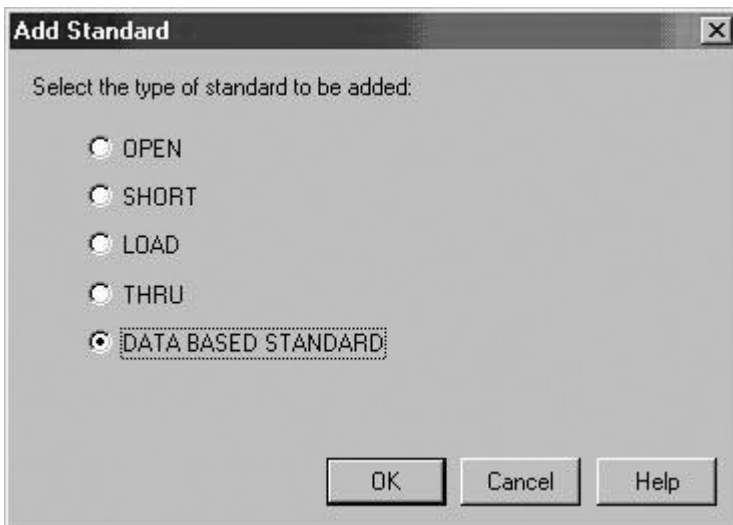 Add Standard
Select the type of standard to be added:
OPEN
SHORT
LOAD
THRU
DATA BASED STANDARD
OK Cancel Help